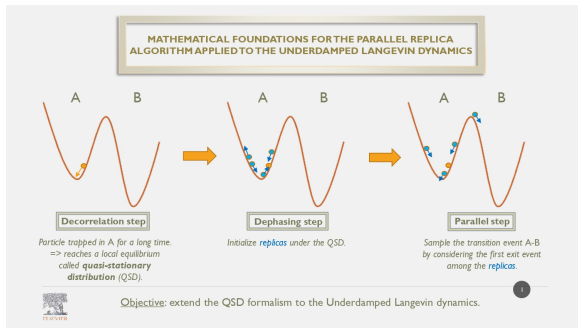 MATHEMATICAL FOUNDATIONS FOR THE PARALLEL REPLICA
ALGORITHM APPLIED TO THE UNDERDAMPED LANGEVIN DYNAMICS
A B
A B
A B
Decorrelation step
Particle trapped in A for a long time.
=> reaches a local equilibrium
called quasi-stationary
distribution (QSD).
Dephasing step
Initialize replicas under the QSD.
Parallel step
Sample the transition event A-B
by considering the first exit event
among the replicas.
1
ELSEVIER
Objective: extend the QSD formalism to the Underdamped Langevin dynamics.